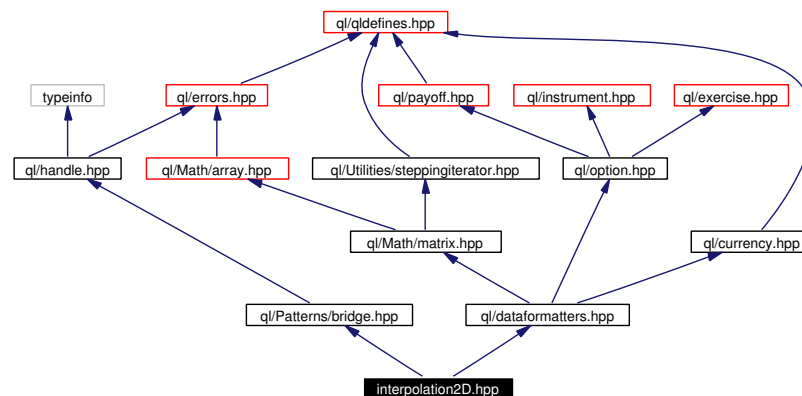 ql/qldefines.hpp
typeinfo
ql/errors.hpp
ql/payoff.hpp
ql/instrument.hpp
ql/exercise.hpp
ql/handle.hpp
ql/Math/array.hpp
ql/Utilities/steppingiterator.hpp
ql/option.hpp
ql/Math/matrix.hpp
ql/currency.hpp
ql/Patterns/bridge.hpp
ql/dataformatters.hpp
interpolation2D.hpp